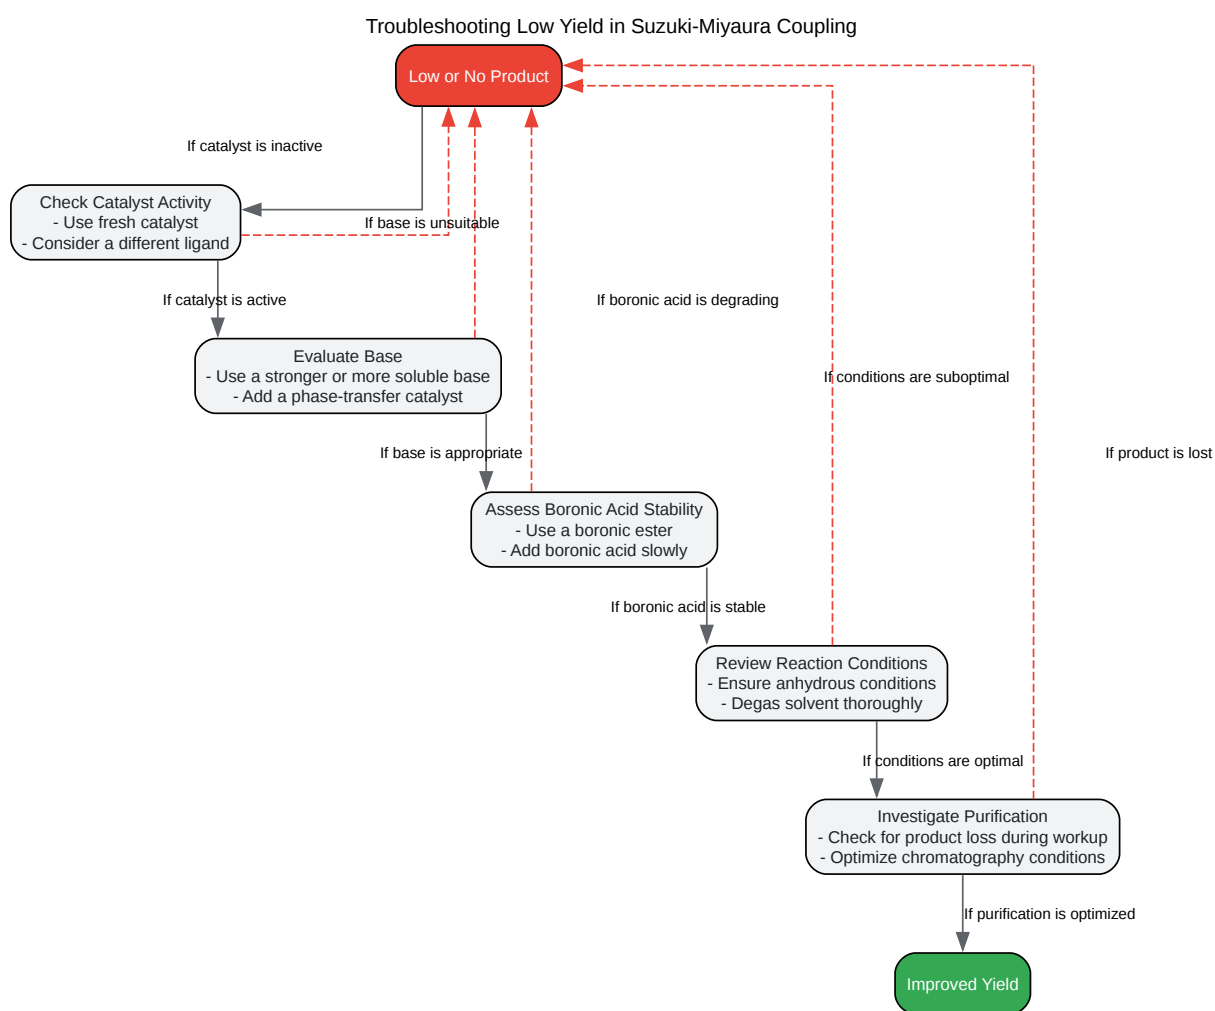 Troubleshooting Low Yield in Suzuki-Miyaura Coupling
Low or No Product
If catalyst is inactive
Check Catalyst Activity
- Use fresh catalyst
- Consider a different ligand
If base is unsuitable
If catalyst is active
If boronic acid is degrading
Evaluate Base
- Use a stronger or more soluble base
- Add a phase-transfer catalyst
If conditions are suboptimal
If base is appropriate
If product is lost
Assess Boronic Acid Stability
- Use a boronic ester
- Add boronic acid slowly
If boronic acid is stable
Review Reaction Conditions
- Ensure anhydrous conditions
- Degas solvent thoroughly
If conditions are optimal
Investigate Purification
- Check for product loss during workup
- Optimize chromatography conditions
If purification is optimized
Improved Yield